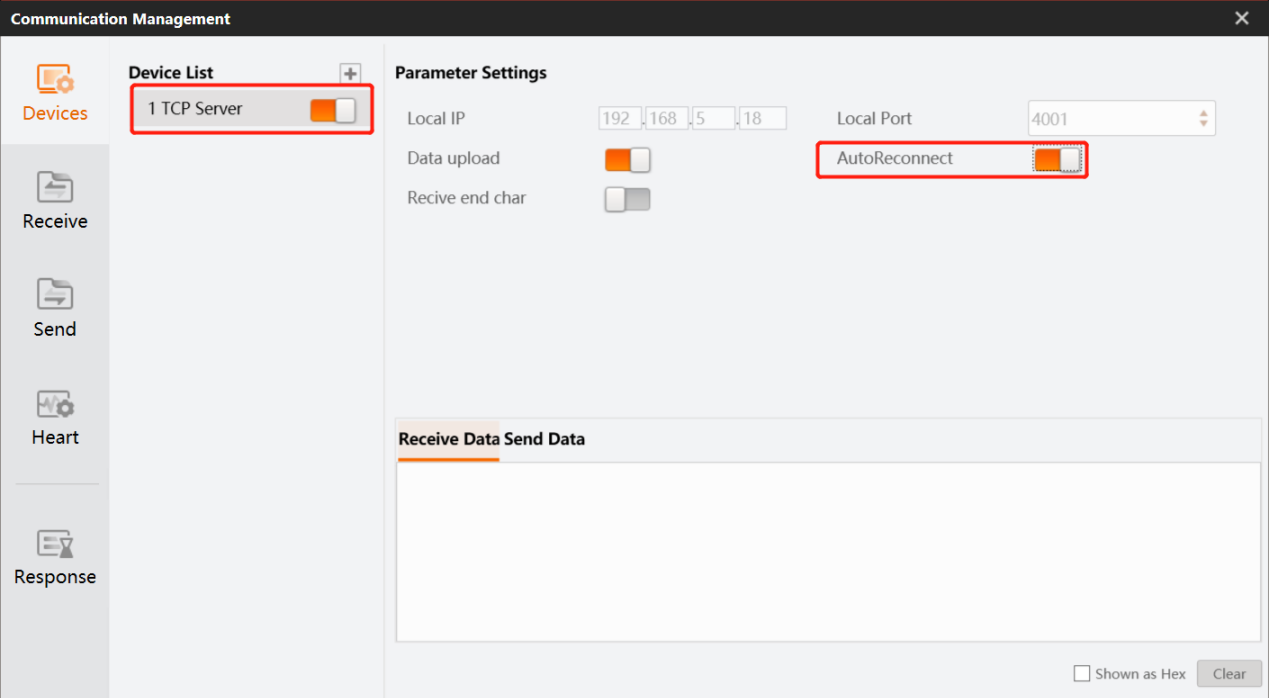 Communication Management
Devices
Receive
Send
Heart
Response
Device List
1 TCP Server
Parameter Settings
Local IP 192.168.5.18 Local Port 4001
Data upload AutoReconnect
Recive end char
Receive Data Send Data
Shown as Hex Clear